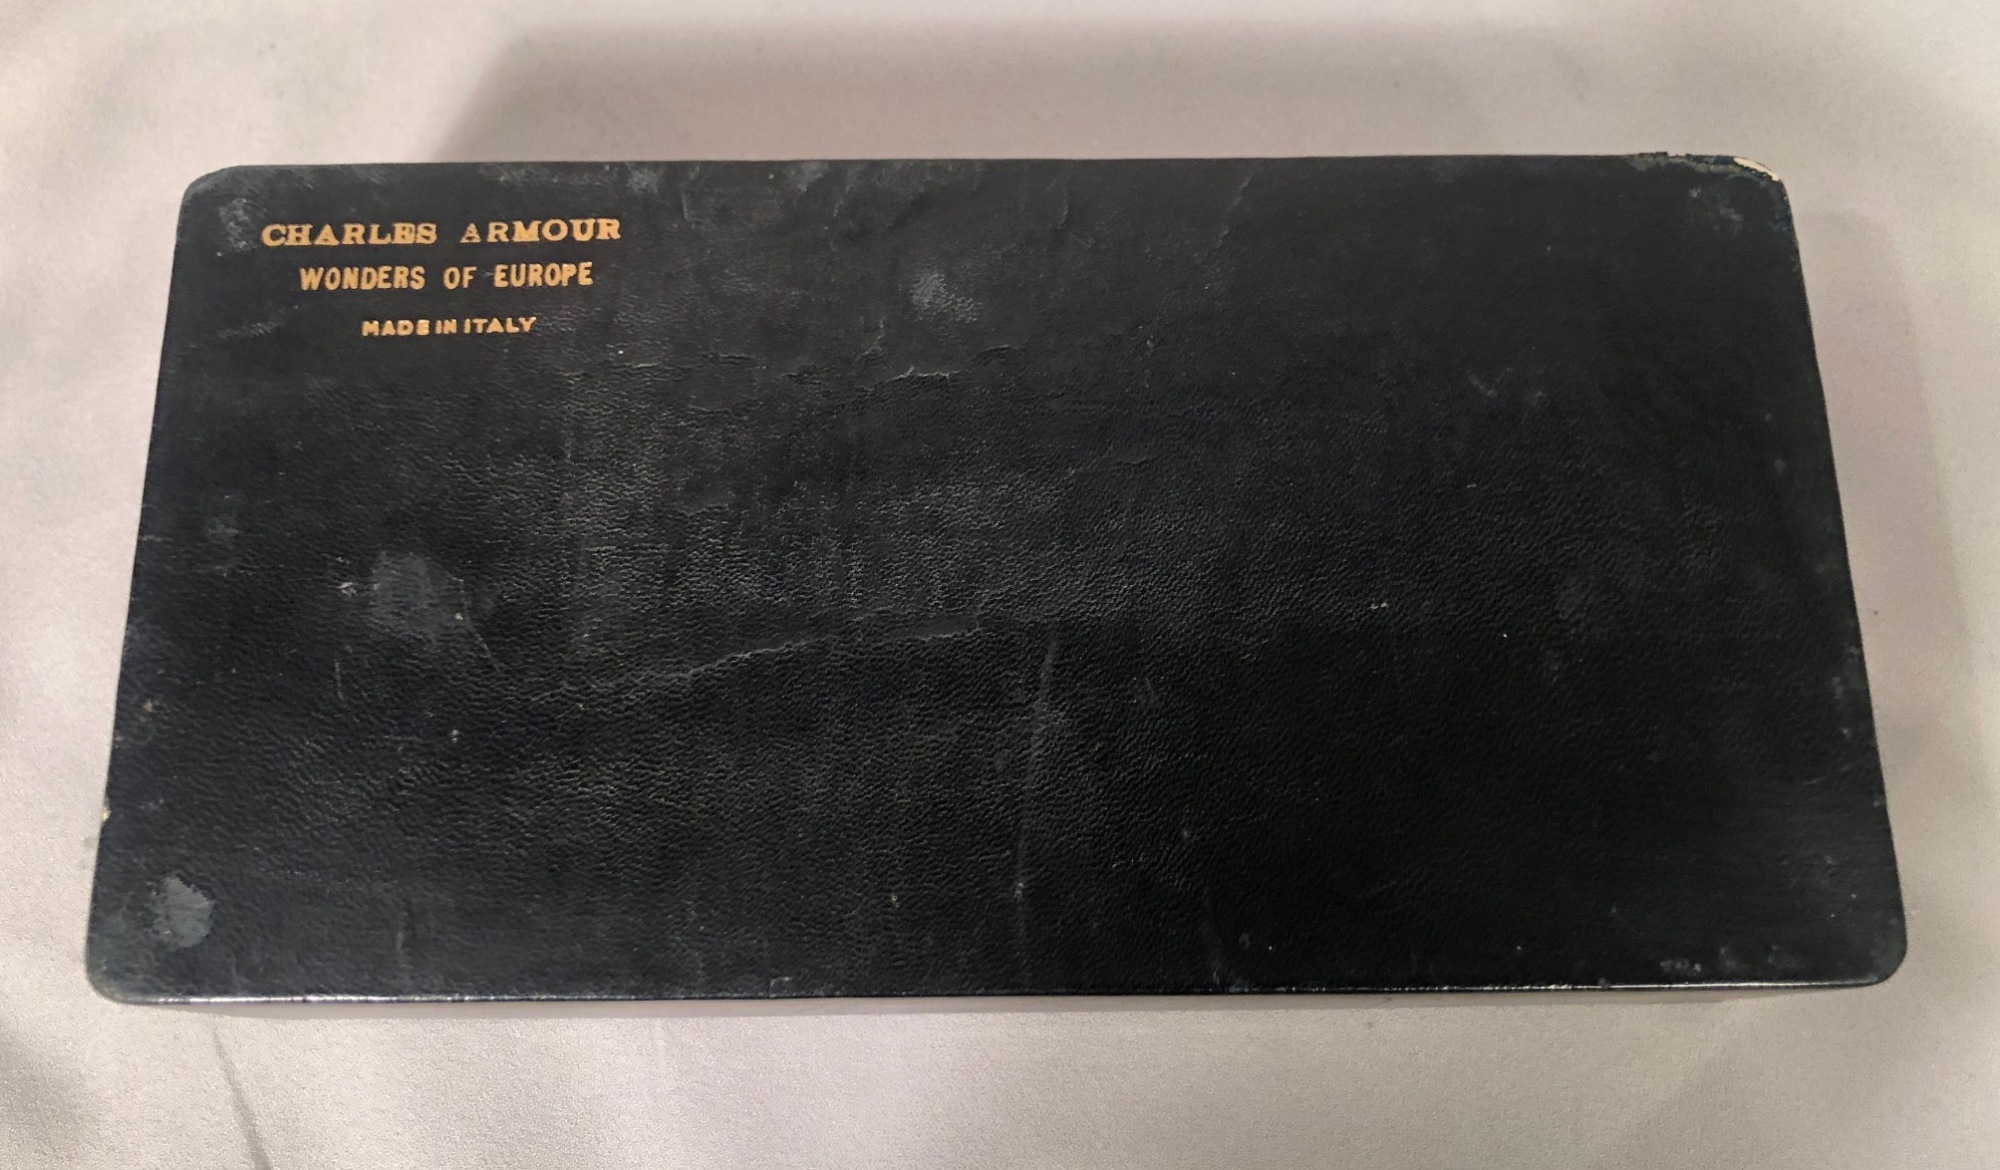 CHARLES ARMOUR
WONDERS OF EUROPE
MADE IN ITALY